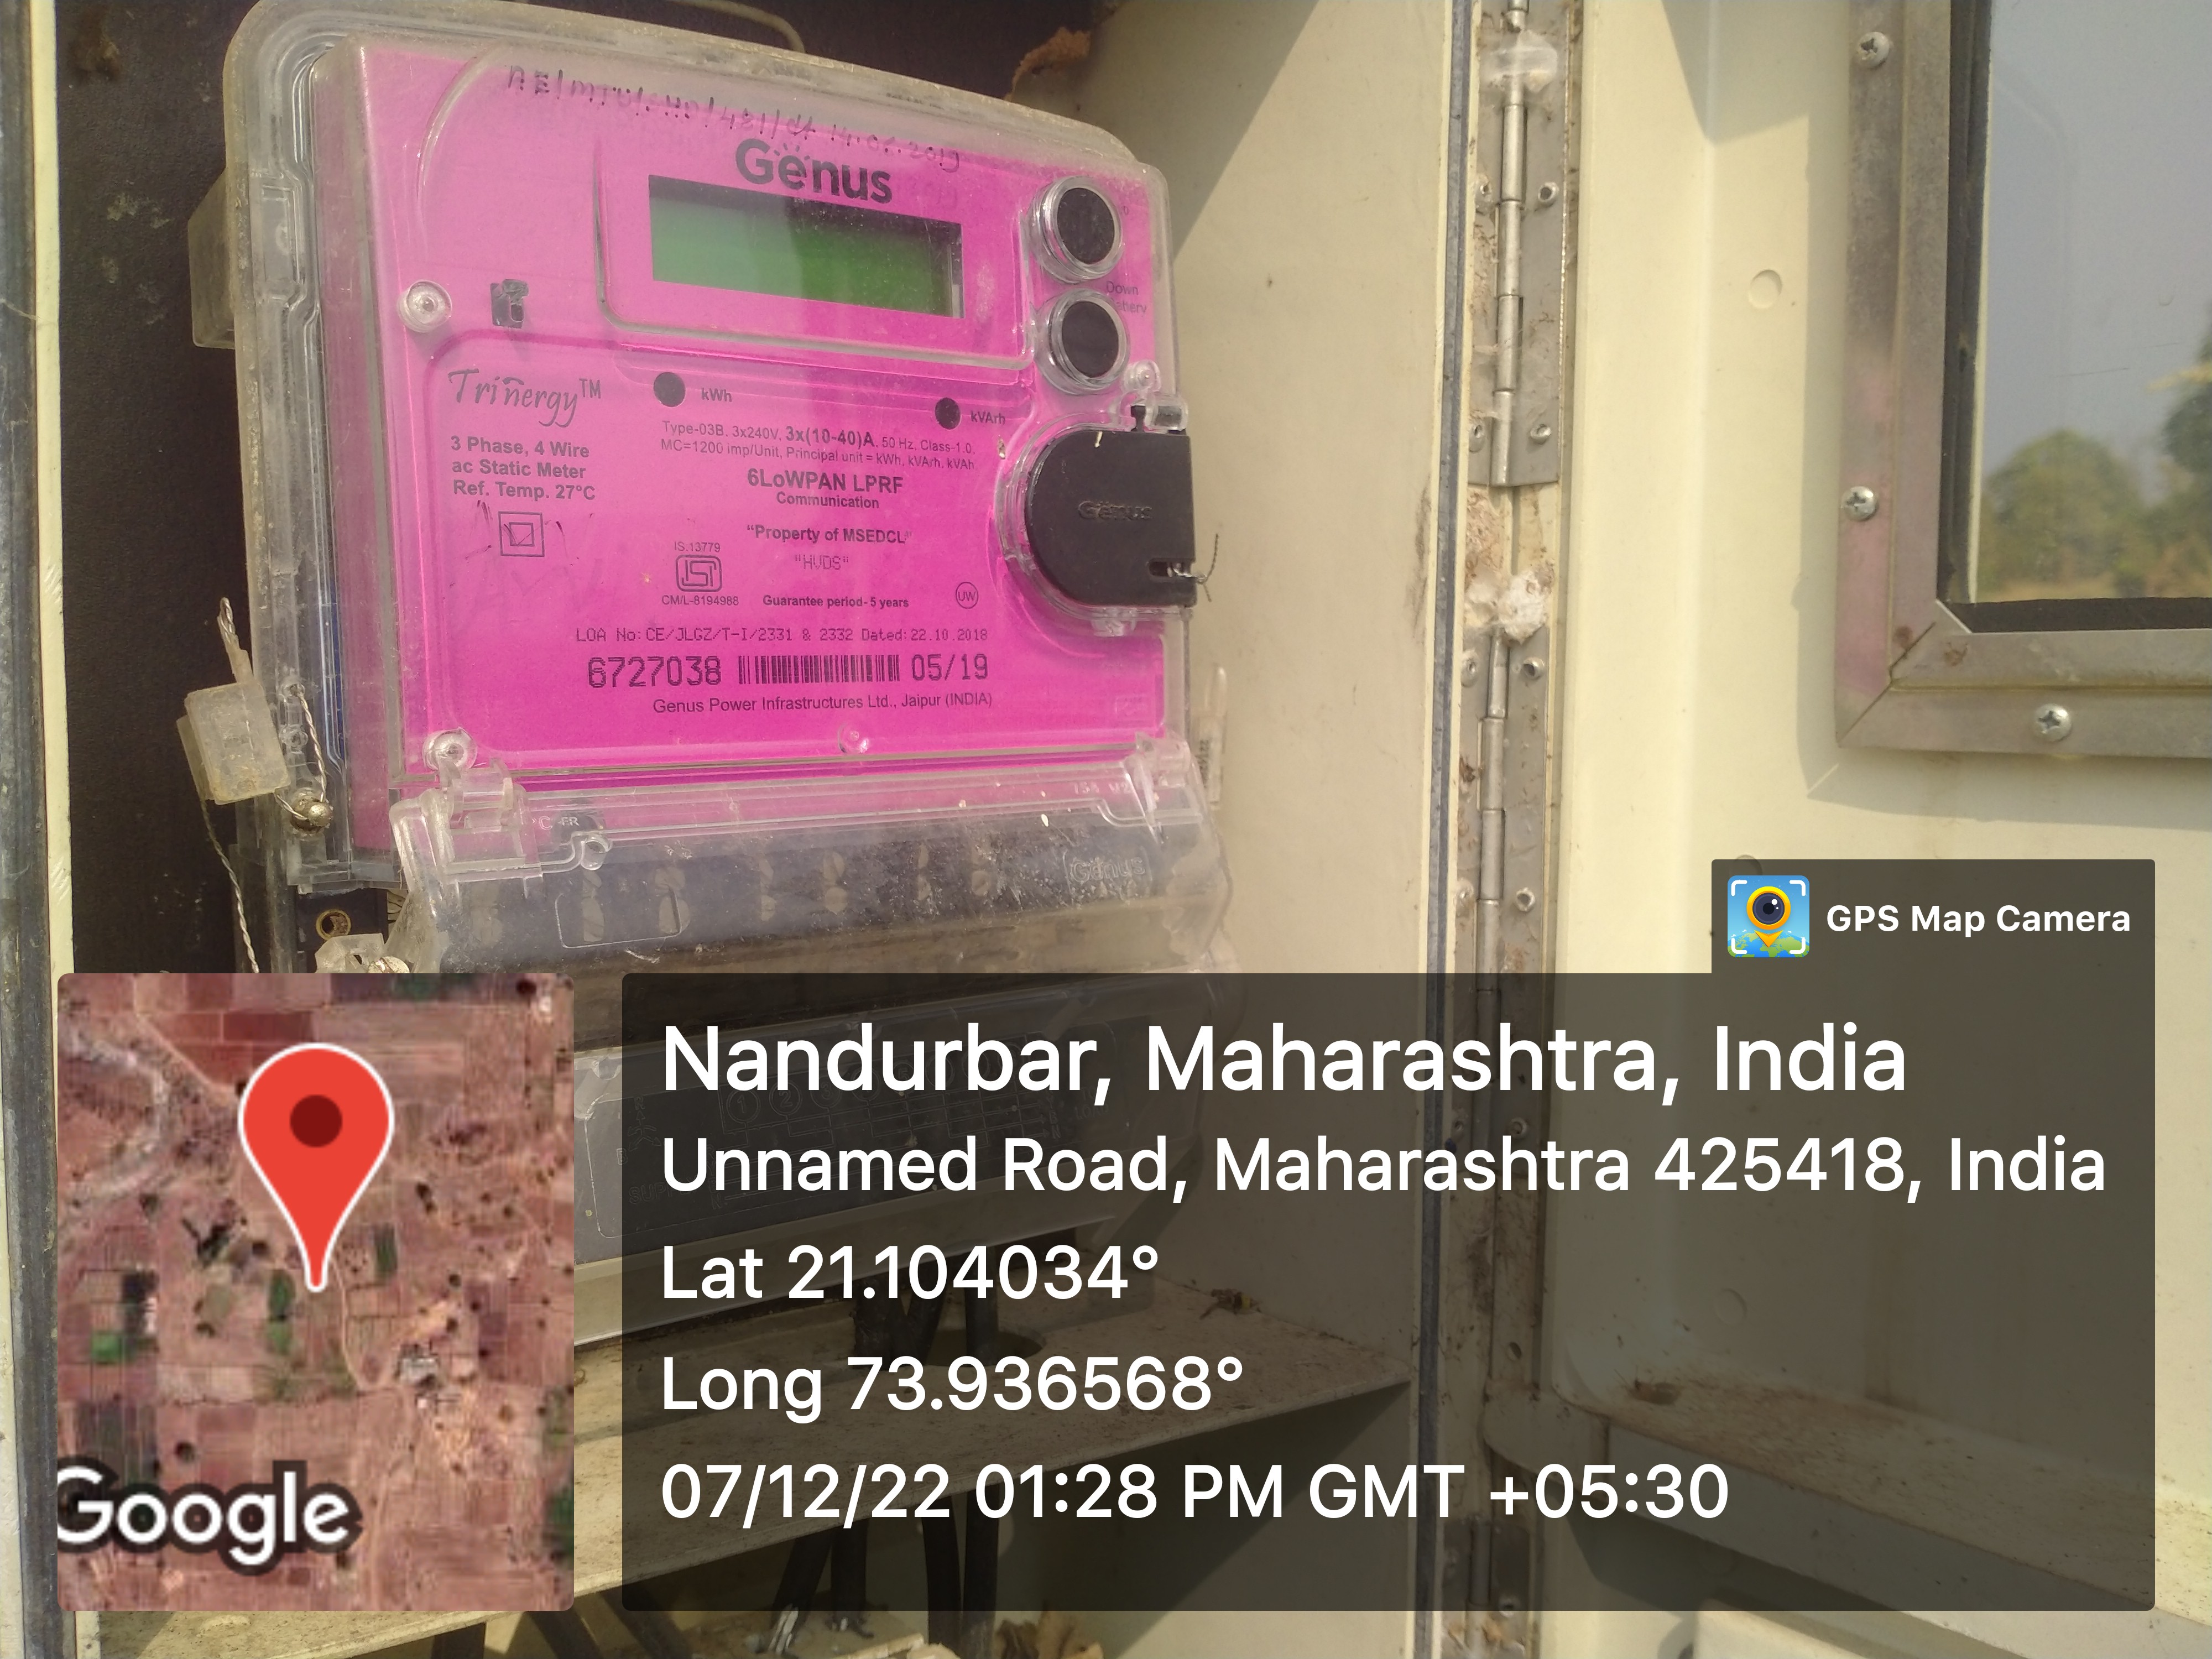 Genus
Down
Trinergy™
kWh
kVArh
3 Phase, 4 Wire
ac Static Meter
Ref. Temp. 27°C
Type-03B, 3x240V, 3x(10-40)A, 50 Hz, Class-1.0,
MC=1200 imp/Unit, Principal unit = kWh, kVArh, kVAh
6LoWPAN LPRF
Communication
"Property of MSEDCL"
"HVDS"
Genus
IS:13779
ISI
CM/L-8194988
Guarantee period- 5 years
UW
LOA No:CE/JLGZ/T-I/2331 & 2332 Dated:22.10.2018
6727038 05/19
Genus Power Infrastructures Ltd., Jaipur (INDIA)
Genus
GPS Map Camera
Nandurbar, Maharashtra, India
Unnamed Road, Maharashtra 425418, India
Lat 21.104034°
Long 73.936568°
07/12/22 01:28 PM GMT +05:30
Google